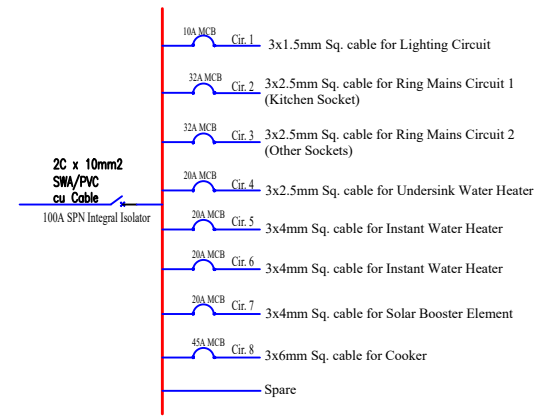 10A MCB Cir. 1 3x1.5mm Sq. cable for Lighting Circuit
32A MCB Cir. 2 3x2.5mm Sq. cable for Ring Mains Circuit 1
(Kitchen Socket)
32A MCB Cir. 3 3x2.5mm Sq. cable for Ring Mains Circuit 2
(Other Sockets)
2C x 10mm2
SWA/PVC
cu Cable
100A SPN Integral Isolator
20A MCB Cir. 4 3x2.5mm Sq. cable for Undersink Water Heater
20A MCB Cir. 5 3x4mm Sq. cable for Instant Water Heater
20A MCB Cir. 6 3x4mm Sq. cable for Instant Water Heater
20A MCB Cir. 7 3x4mm Sq. cable for Solar Booster Element
45A MCB Cir. 8 3x6mm Sq. cable for Cooker
Spare